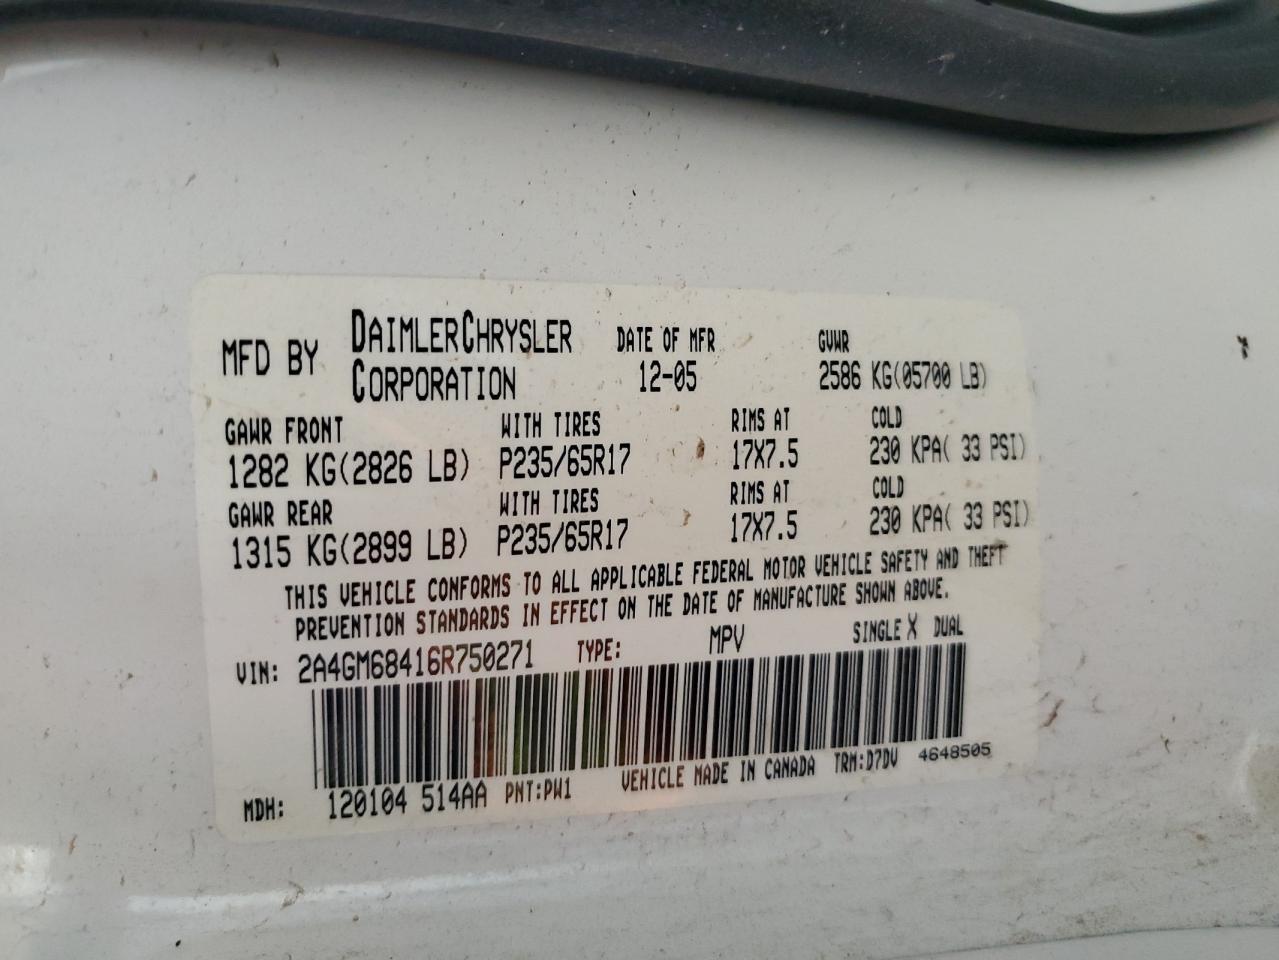 MFD BY DAIMLERCHRYSLER CORPORATION DATE OF MFR 12-05 GVWR 2586 KG(05700 LB)
GAWR FRONT WITH TIRES RIMS AT COLD
1282 KG(2826 LB) P235/65R17 17X7.5 230 KPA( 33 PSI)
GAWR REAR WITH TIRES RIMS AT COLD
1315 KG(2899 LB) P235/65R17 17X7.5 230 KPA( 33 PSI)
THIS VEHICLE CONFORMS TO ALL APPLICABLE FEDERAL MOTOR VEHICLE SAFETY AND THEFT
PREVENTION STANDARDS IN EFFECT ON THE DATE OF MANUFACTURE SHOWN ABOVE.
VIN: 2A4GM68416R750271 TYPE: MPV SINGLE X DUAL
MDH: 120104 514AA PNT:PW1 VEHICLE MADE IN CANADA TRM:D7DV 4648505